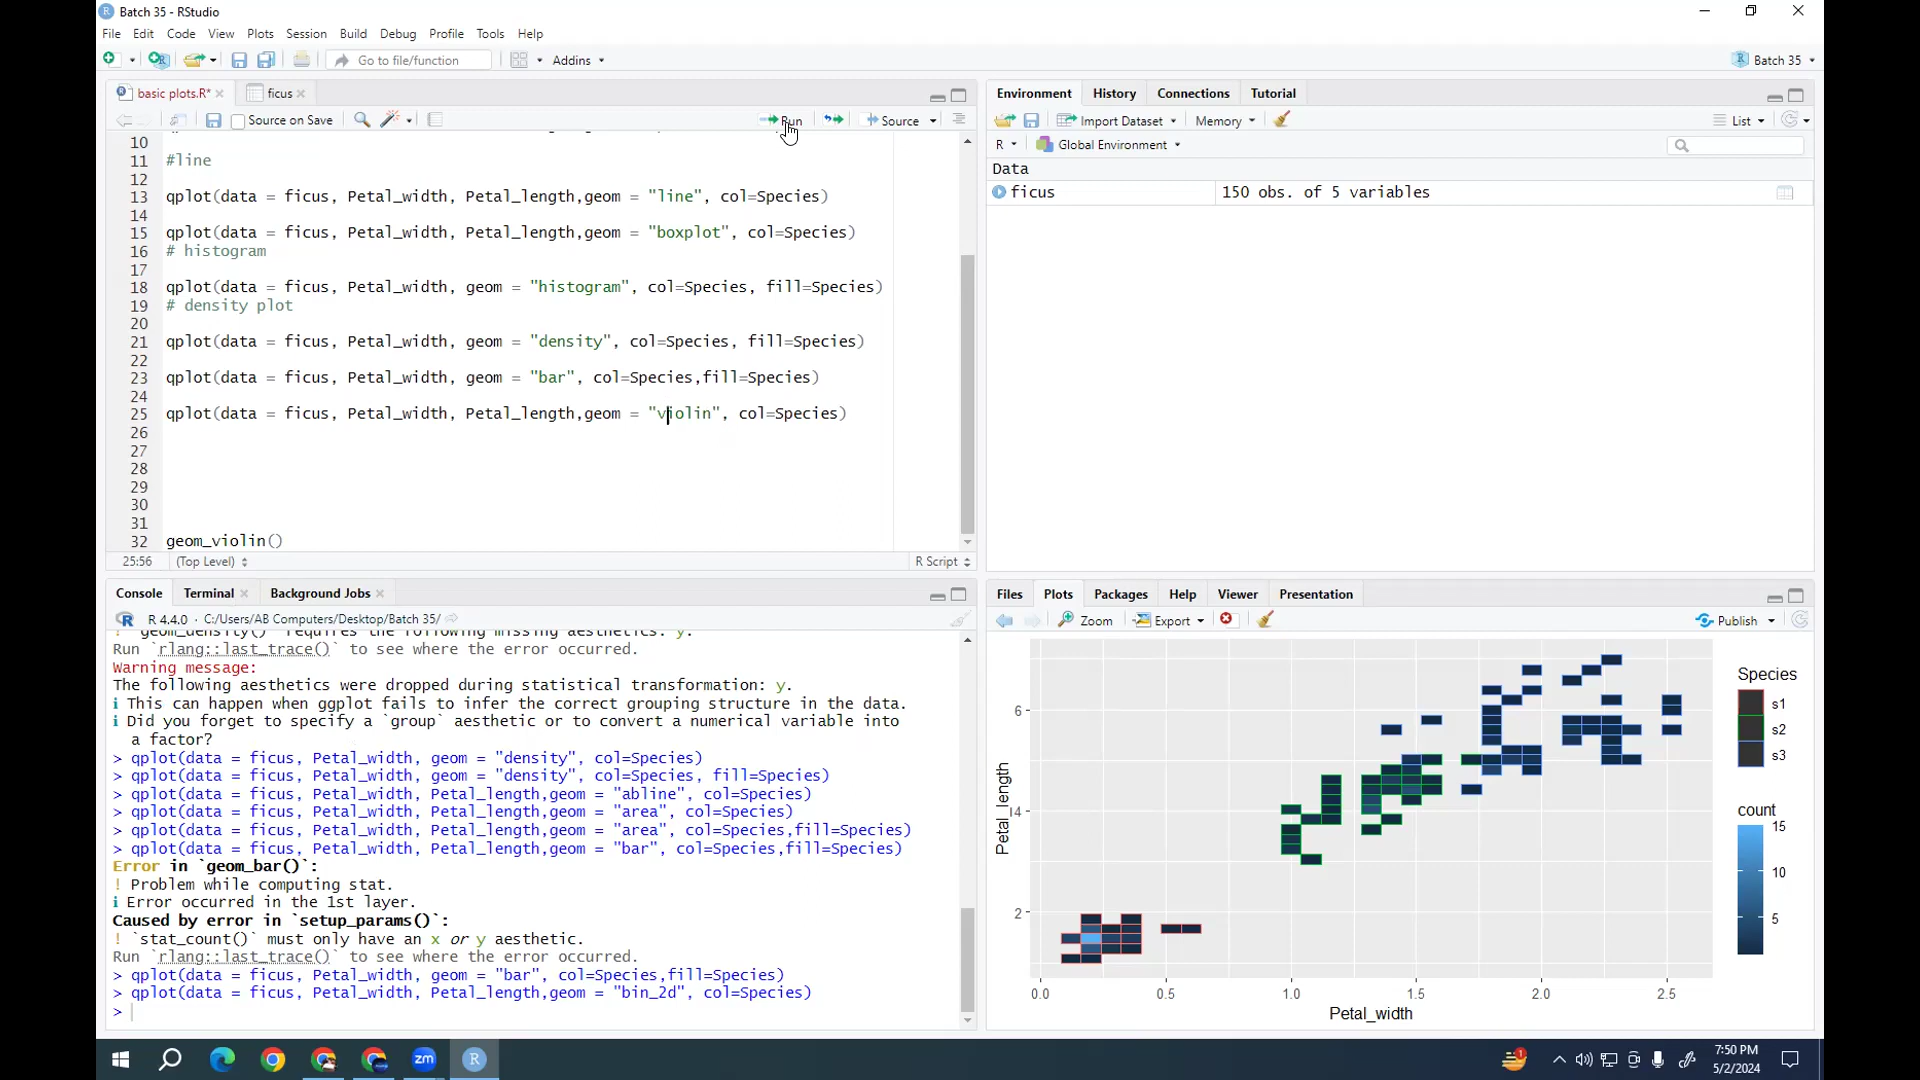 Batch 35 - RStudio
File Edit Code View Plots Session Build Debug Profile Tools Help
Go to file/function Addins Batch 35
basic plots.R* ficus
Source on Save Run Source
10
11 #line
12
13 qplot(data = ficus, Petal_width, Petal_length,geom = "line", col=Species)
14
15 qplot(data = ficus, Petal_width, Petal_length,geom = "boxplot", col=Species)
16 # histogram
17
18 qplot(data = ficus, Petal_width, geom = "histogram", col=Species, fill=Species)
19 # density plot
20
21 qplot(data = ficus, Petal_width, geom = "density", col=Species, fill=Species)
22
23 qplot(data = ficus, Petal_width, geom = "bar", col=Species,fill=Species)
24
25 qplot(data = ficus, Petal_width, Petal_length,geom = "violin", col=Species)
26
27
28
29
30
31
32 geom_violin()
25:56 (Top Level) R Script
Environment History Connections Tutorial
Import Dataset Memory List
R Global Environment
Data
ficus 150 obs. of 5 variables
Console Terminal Background Jobs
R 4.4.0 · C:/Users/AB Computers/Desktop/Batch 35/
! `geom_density()` requires the following missing aesthetics: y.
Run `rlang::last_trace()` to see where the error occurred.
Warning message:
The following aesthetics were dropped during statistical transformation: y.
ℹ This can happen when ggplot fails to infer the correct grouping structure in the data.
ℹ Did you forget to specify a `group` aesthetic or to convert a numerical variable into
a factor?
> qplot(data = ficus, Petal_width, geom = "density", col=Species)
> qplot(data = ficus, Petal_width, geom = "density", col=Species, fill=Species)
> qplot(data = ficus, Petal_width, Petal_length,geom = "abline", col=Species)
> qplot(data = ficus, Petal_width, Petal_length,geom = "area", col=Species)
> qplot(data = ficus, Petal_width, Petal_length,geom = "area", col=Species,fill=Species)
> qplot(data = ficus, Petal_width, Petal_length,geom = "bar", col=Species,fill=Species)
Error in `geom_bar()`:
! Problem while computing stat.
ℹ Error occurred in the 1st layer.
Caused by error in `setup_params()`:
! `stat_count()` must only have an x or y aesthetic.
Run `rlang::last_trace()` to see where the error occurred.
> qplot(data = ficus, Petal_width, geom = "bar", col=Species,fill=Species)
> qplot(data = ficus, Petal_width, Petal_length,geom = "bin_2d", col=Species)
>
Files Plots Packages Help Viewer Presentation
Zoom Export Publish
Petal_length
6
4
2
0.0 0.5 1.0 1.5 2.0 2.5
Petal_width
Species
s1
s2
s3
count
15
10
5
zm
R
1
7:50 PM
5/2/2024